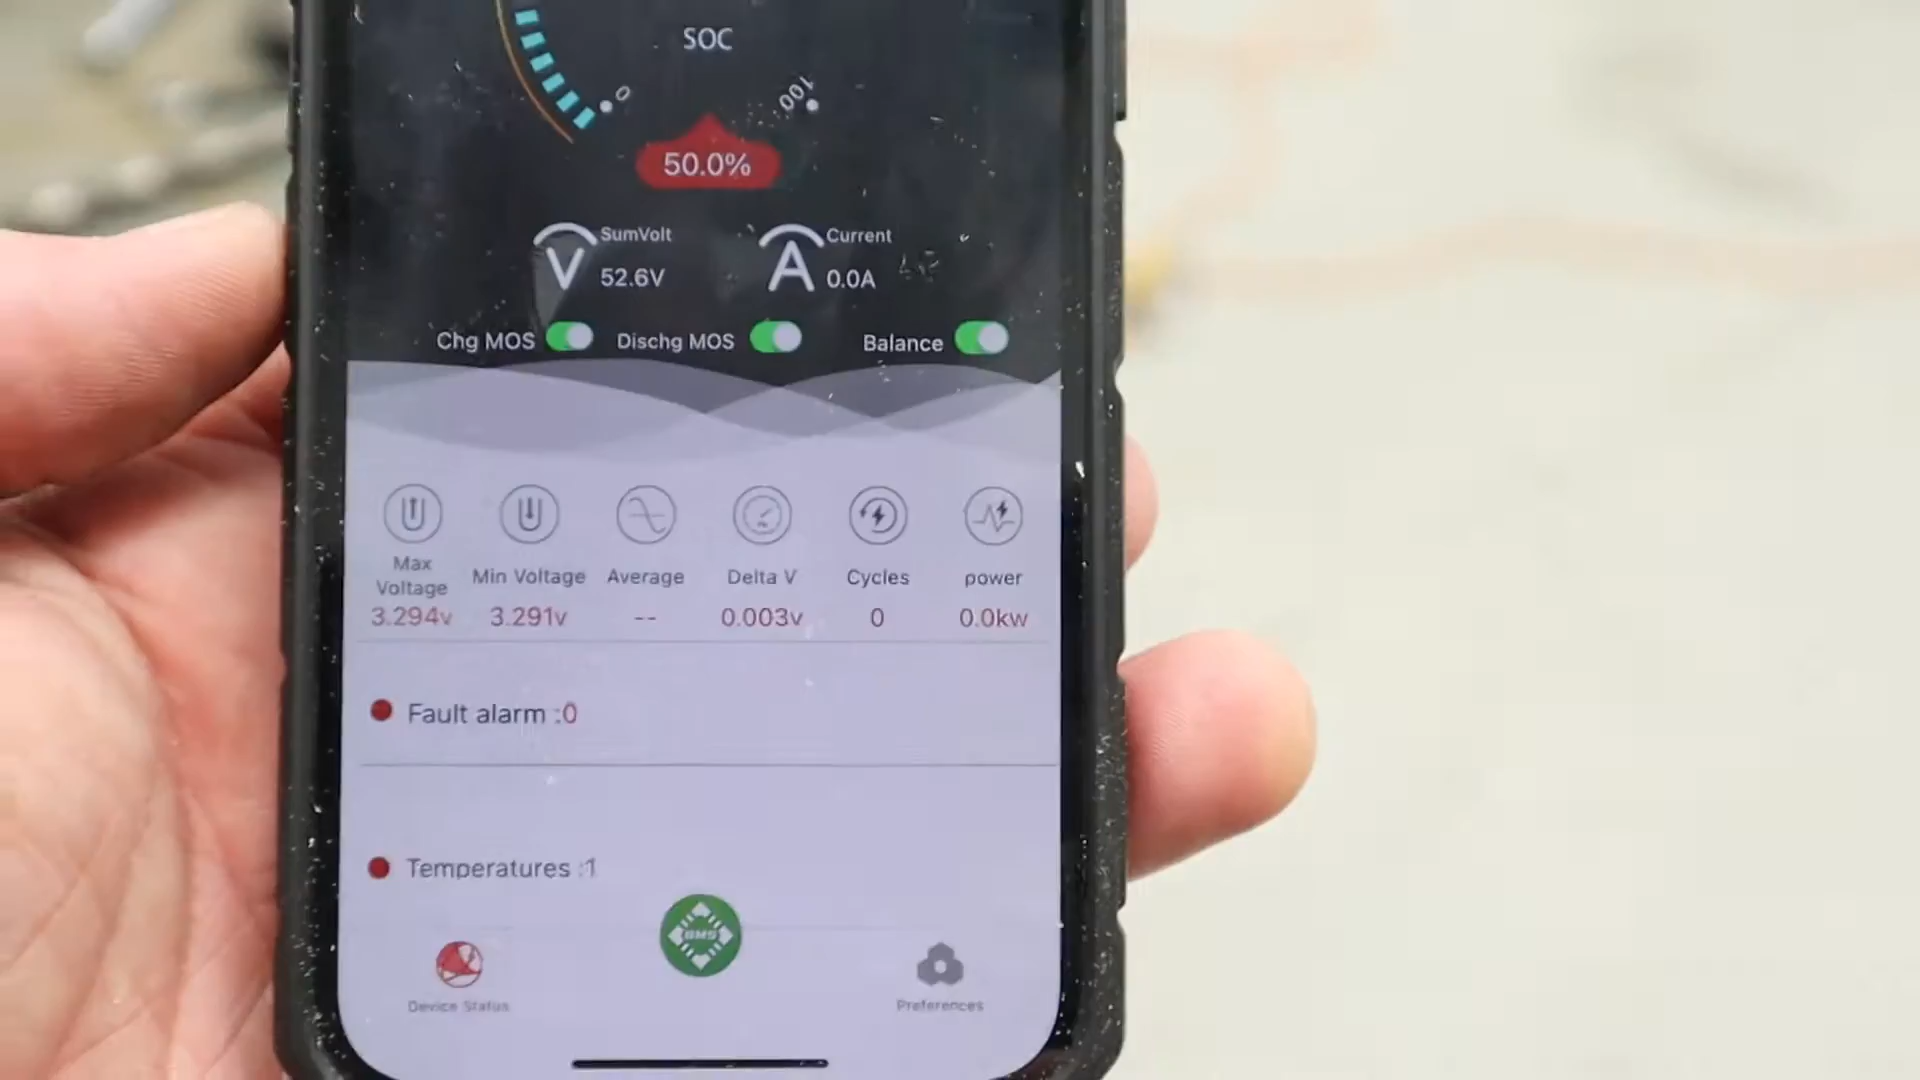 SOC
0
100
50.0%
V SumVolt 52.6V
A Current 0.0A
Chg MOS Dischg MOS Balance
Max Voltage Min Voltage Average Delta V Cycles power
3.294v 3.291v -- 0.003v 0 0.0kw
Fault alarm :0
Temperatures :1
BMS
Device Status Preferences